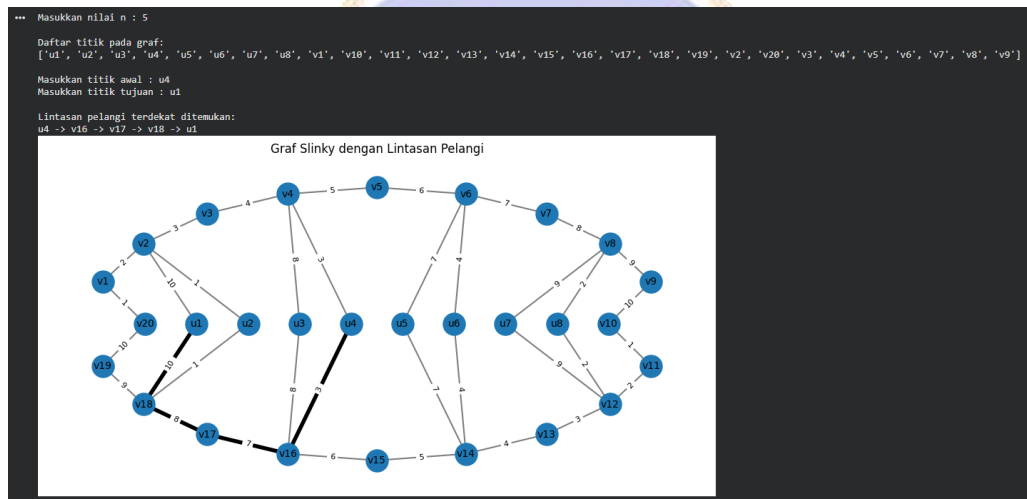 ••• Masukkan nilai n : 5
Daftar titik pada graf:
['u1', 'u2', 'u3', 'u4', 'u5', 'u6', 'u7', 'u8', 'v1', 'v10', 'v11', 'v12', 'v13', 'v14', 'v15', 'v16', 'v17', 'v18', 'v19', 'v2', 'v20', 'v3', 'v4', 'v5', 'v6', 'v7', 'v8', 'v9']
Masukkan titik awal : u4
Masukkan titik tujuan : u1
Lintasan pelangi terdekat ditemukan:
u4 -> v16 -> v17 -> v18 -> u1
Graf Slinky dengan Lintasan Pelangi
v4 5 v5 6 v6
v3 4 7 v7
v2 3 8 v8
v1 2 10 1 8 3 7 4 9 2 9 v9
1 10
v20 u1 u2 u3 u4 u5 u6 u7 u8 v10
v19 10 10 1 8 3 7 4 9 2 1 v11
9 2
v18 8 3 v12
v17 7 4 v13
v16 6 v15 5 v14